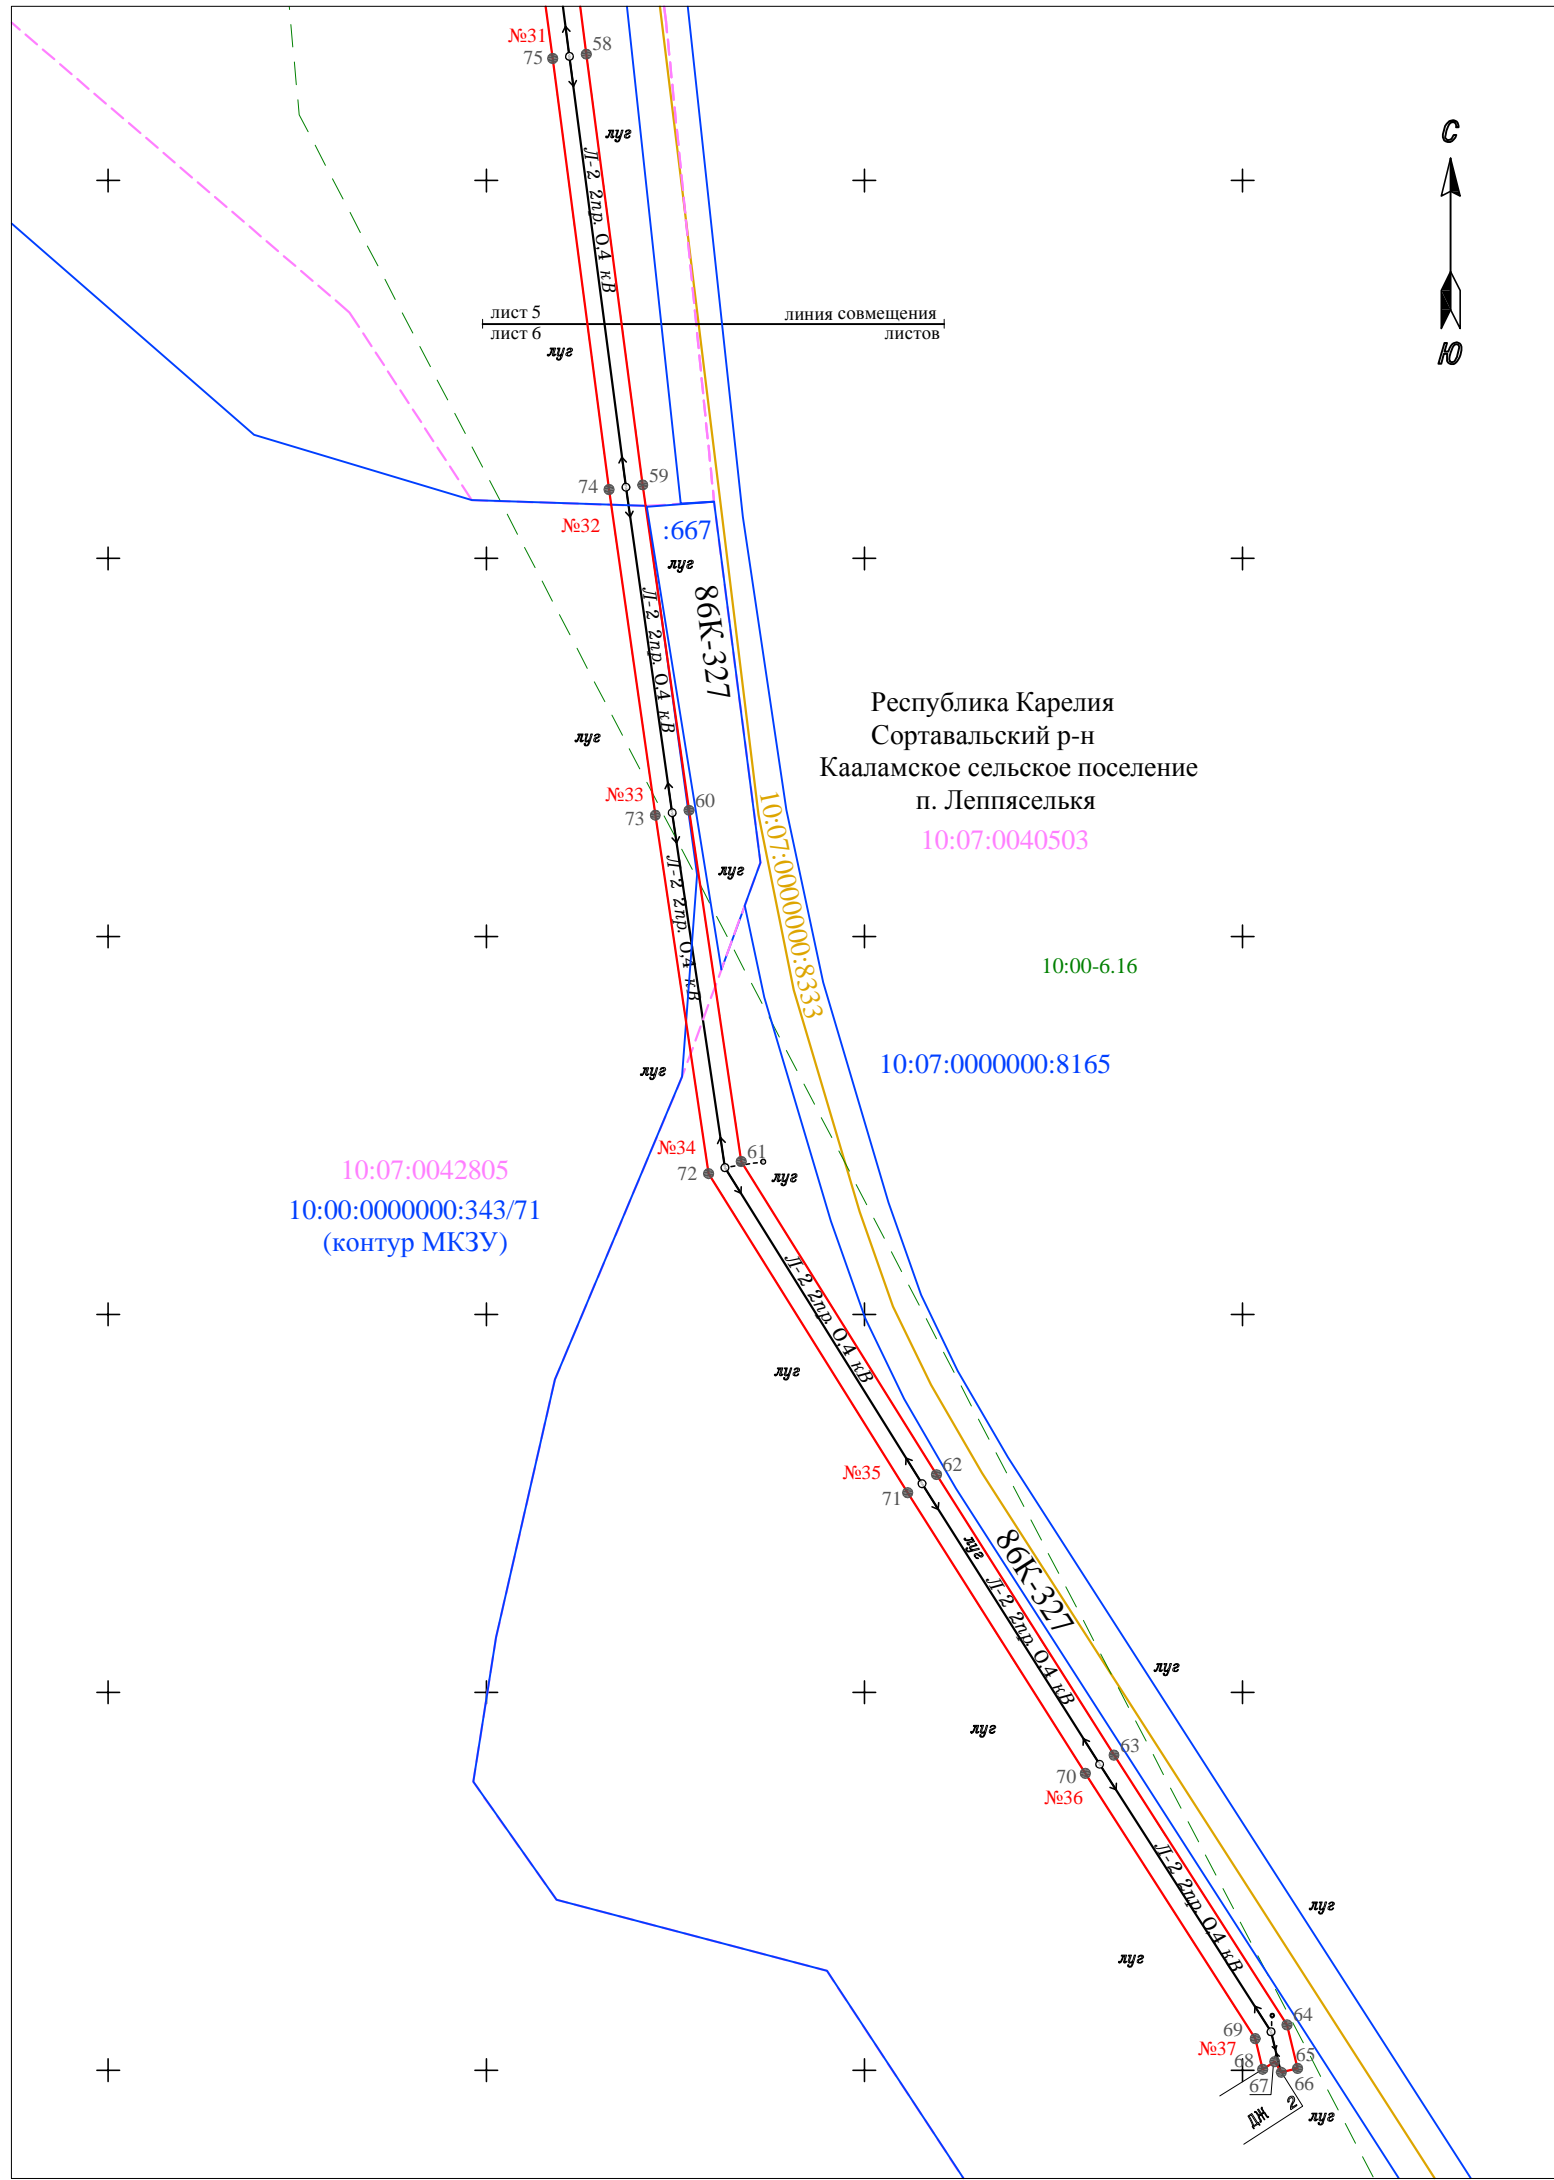 №31
75
58
луг
Л-2 2пр. 0,4 кВ
С
Ю
лист 5
линия совмещения
лист 6
листов
луг
74
59
№32
:667
луг
86К-327
Л-2 2пр. 0,4 кВ
луг
Республика Карелия
Сортавальский р-н
Кааламское сельское поселение
п. Леппяселькя
10:07:0040503
№33
73
60
10:07:0000000:8333
луг
Л-2 2пр. 0,4 кВ
10:00-6.16
10:07:0000000:8165
луг
№34
72
61
луг
10:07:0042805
10:00:0000000:343/71
(контур МКЗУ)
Л-2 2пр. 0,4 кВ
луг
№35
71
62
луг
86К-327
Л-2 2пр. 0,4 кВ
луг
луг
63
70
№36
Л-2 2пр. 0,4 кВ
луг
луг
64
69
№37
68
65
67
66
ДЖ
2
луг